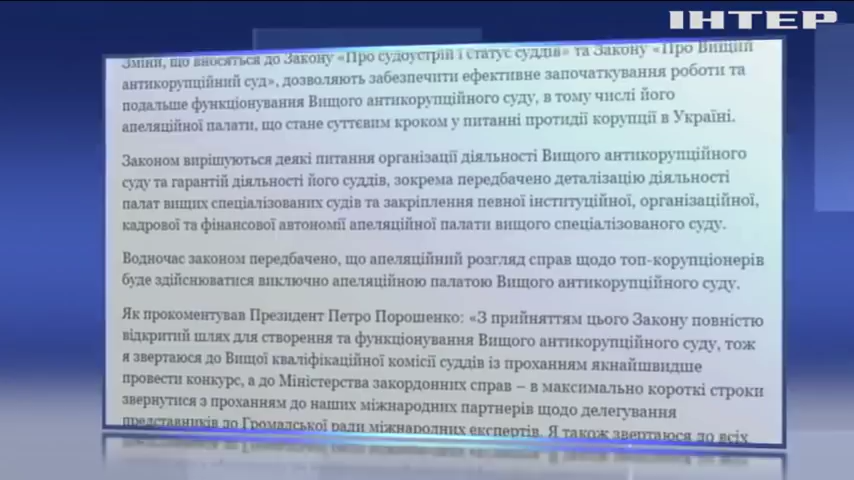 ІНТЕР
Зміни, що вносяться до Закону «Про судоустрій і статус суддів» та Закону «Про Вищий
антикорупційний суд», дозволяють забезпечити ефективне започаткування роботи та
подальше функціонування Вищого антикорупційного суду, в тому числі його
апеляційної палати, що стане суттєвим кроком у питанні протидії корупції в Україні.
Законом вирішуються деякі питання організації діяльності Вищого антикорупційного
суду та гарантій діяльності його суддів, зокрема передбачено деталізацію діяльності
палат вищих спеціалізованих судів та закріплення певної інституційної, організаційної,
кадрової та фінансової автономії апеляційної палати вищого спеціалізованого суду.
Водночас законом передбачено, що апеляційний розгляд справ щодо топ-корупціонерів
буде здійснюватися виключно апеляційною палатою Вищого антикорупційного суду.
Як прокоментував Президент Петро Порошенко: «З прийняттям цього Закону повністю
відкритий шлях для створення та функціонування Вищого антикорупційного суду, тож
я звертаюся до Вищої кваліфікаційної комісії суддів із проханням якнайшвидше
провести конкурс, а до Міністерства закордонних справ – в максимально короткі строки
звернутися з проханням до наших міжнародних партнерів щодо делегування
представників до Громадської ради міжнародних експертів. Я також звертаюся до всіх